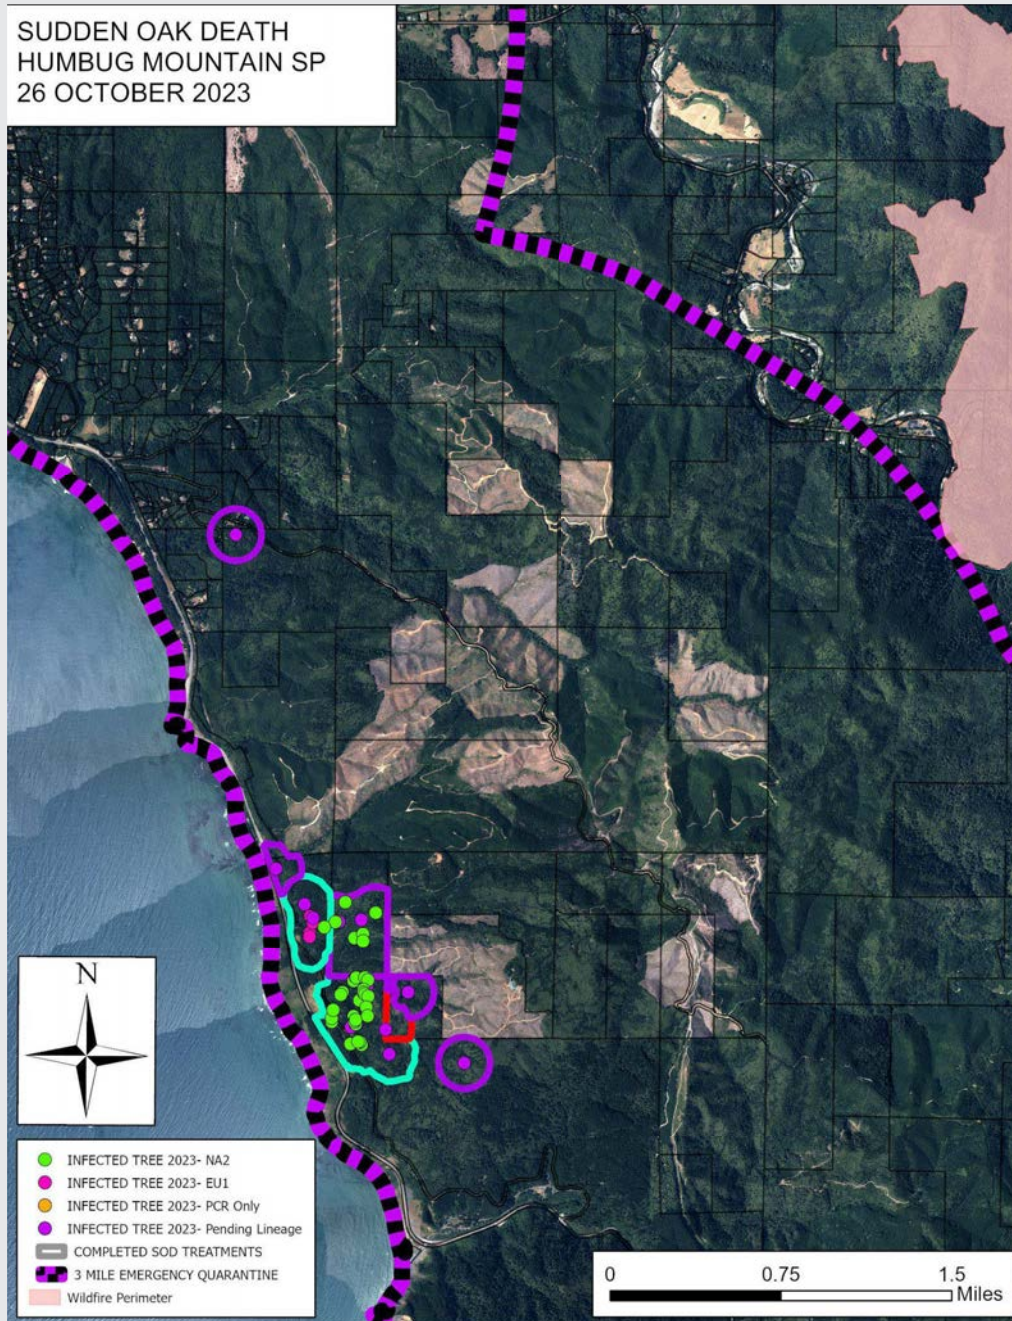 SUDDEN OAK DEATH
HUMBUG MOUNTAIN SP
26 OCTOBER 2023
N
INFECTED TREE 2023- NA2
INFECTED TREE 2023- EU1
INFECTED TREE 2023- PCR Only
INFECTED TREE 2023- Pending Lineage
COMPLETED SOD TREATMENTS
3 MILE EMERGENCY QUARANTINE
Wildfire Perimeter
0 0.75 1.5
Miles